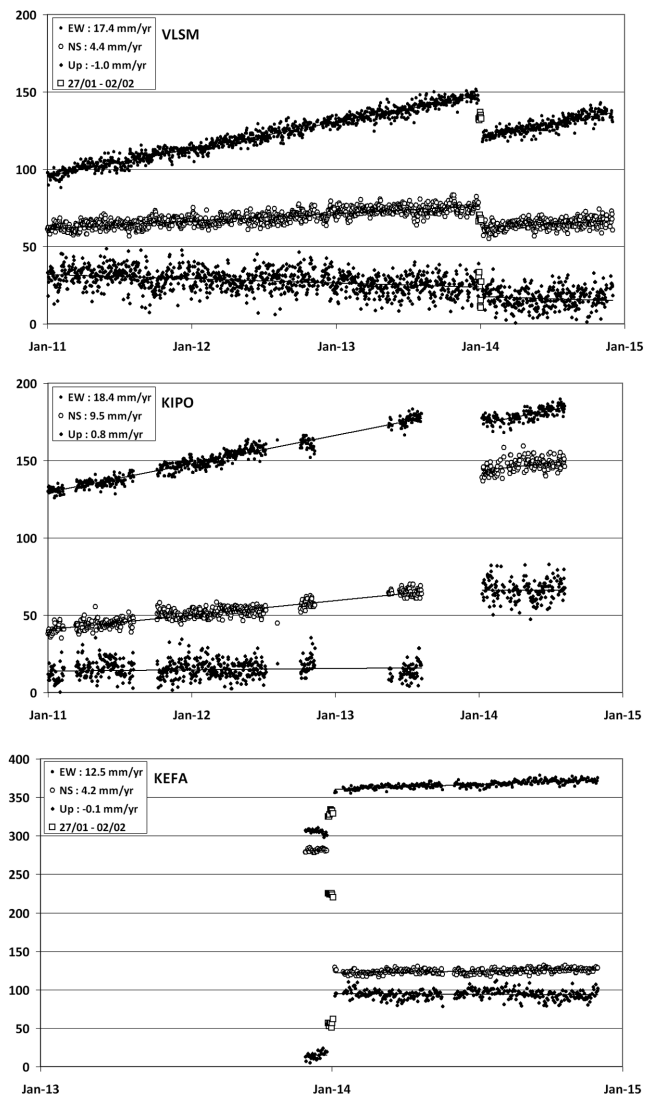 200
150
100
50
0
EW : 17.4 mm/yr
NS : 4.4 mm/yr
Up : -1.0 mm/yr
27/01 - 02/02
VLSM
Jan-11 Jan-12 Jan-13 Jan-14 Jan-15
200
150
100
50
0
EW : 18.4 mm/yr
NS : 9.5 mm/yr
Up : 0.8 mm/yr
KIPO
Jan-11 Jan-12 Jan-13 Jan-14 Jan-15
400
350
300
250
200
150
100
50
0
EW : 12.5 mm/yr
NS : 4.2 mm/yr
Up : -0.1 mm/yr
27/01 - 02/02
KEFA
Jan-13 Jan-14 Jan-15